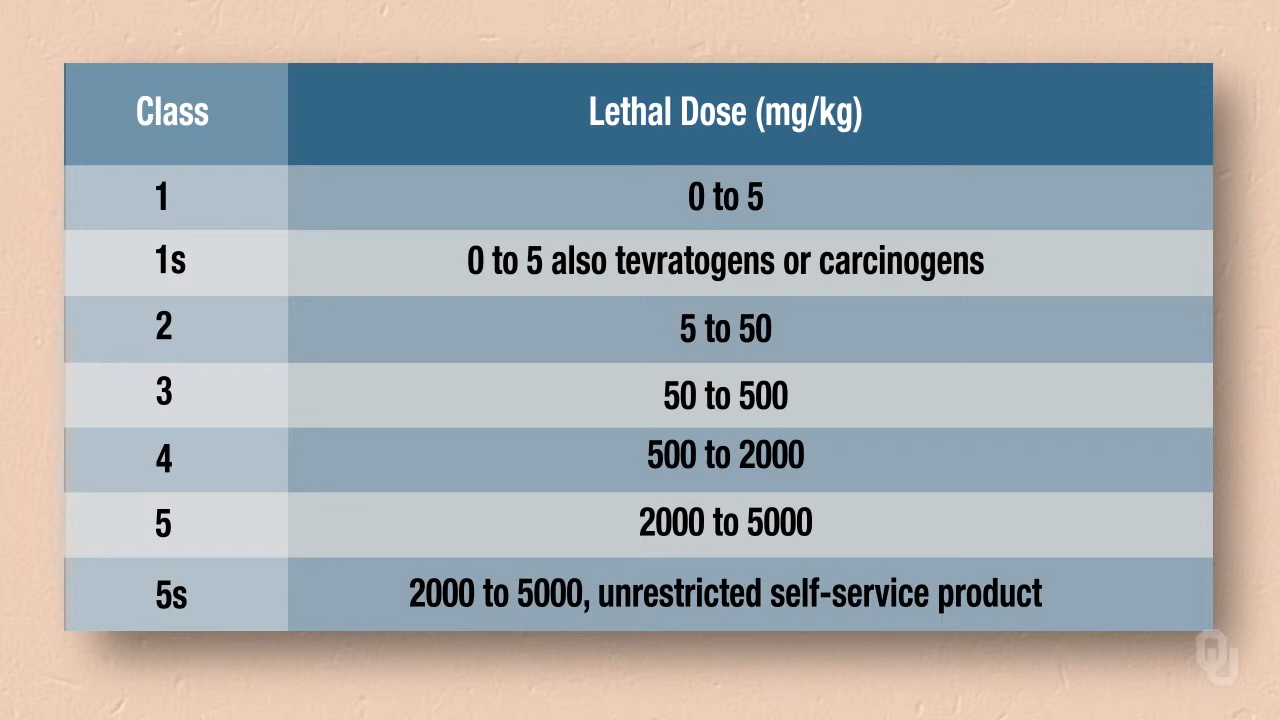 Class Lethal Dose (mg/kg)
1 0 to 5
1s 0 to 5 also tevratogens or carcinogens
2 5 to 50
3 50 to 500
4 500 to 2000
5 2000 to 5000
5s 2000 to 5000, unrestricted self-service product
OU